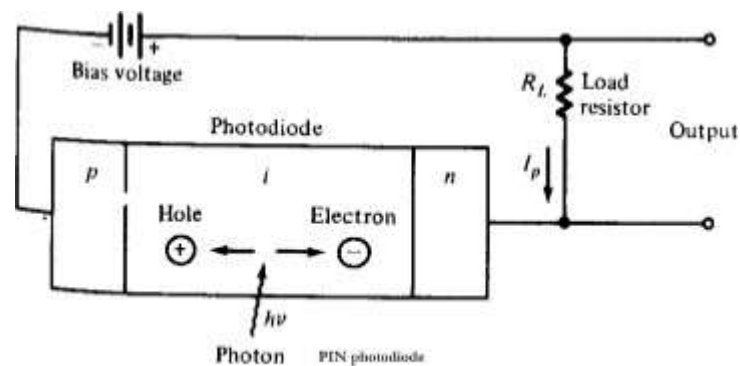 − +
Bias voltage
R_L Load
resistor
Photodiode
Output
p i n
I_p
Hole Electron
+ −
hν
Photon PIN photodiode